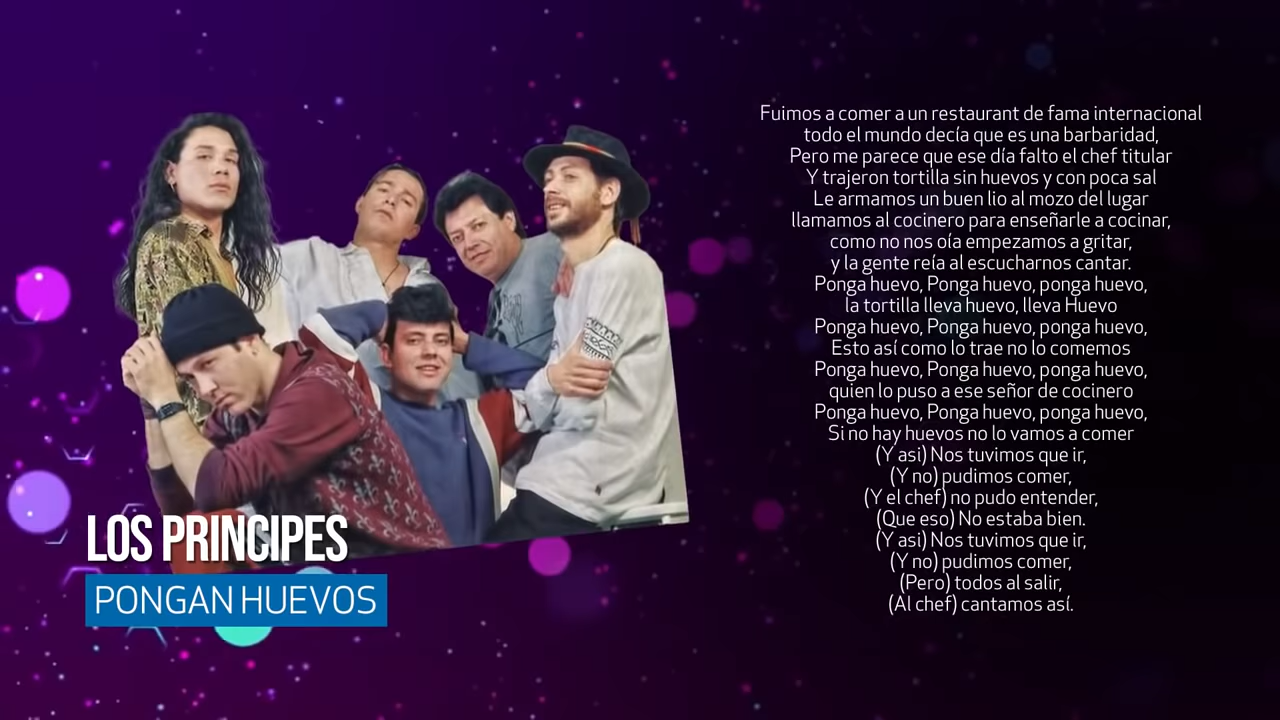 Fuimos a comer a un restaurant de fama internacional
todo el mundo decía que es una barbaridad,
Pero me parece que ese día falto el chef titular
Y trajeron tortilla sin huevos y con poca sal
Le armamos un buen lio al mozo del lugar
llamamos al cocinero para enseñarle a cocinar,
como no nos oía empezamos a gritar,
y la gente reía al escucharnos cantar.
Ponga huevo, Ponga huevo, ponga huevo,
la tortilla lleva huevo, lleva Huevo
Ponga huevo, Ponga huevo, ponga huevo,
Esto así como lo trae no lo comemos
Ponga huevo, Ponga huevo, ponga huevo,
quien lo puso a ese señor de cocinero
Ponga huevo, Ponga huevo, ponga huevo,
Si no hay huevos no lo vamos a comer
(Y asi) Nos tuvimos que ir,
(Y no) pudimos comer,
(Y el chef) no pudo entender,
(Que eso) No estaba bien.
(Y asi) Nos tuvimos que ir,
(Y no) pudimos comer,
(Pero) todos al salir,
(Al chef) cantamos así.
LOS PRINCIPES
PONGAN HUEVOS